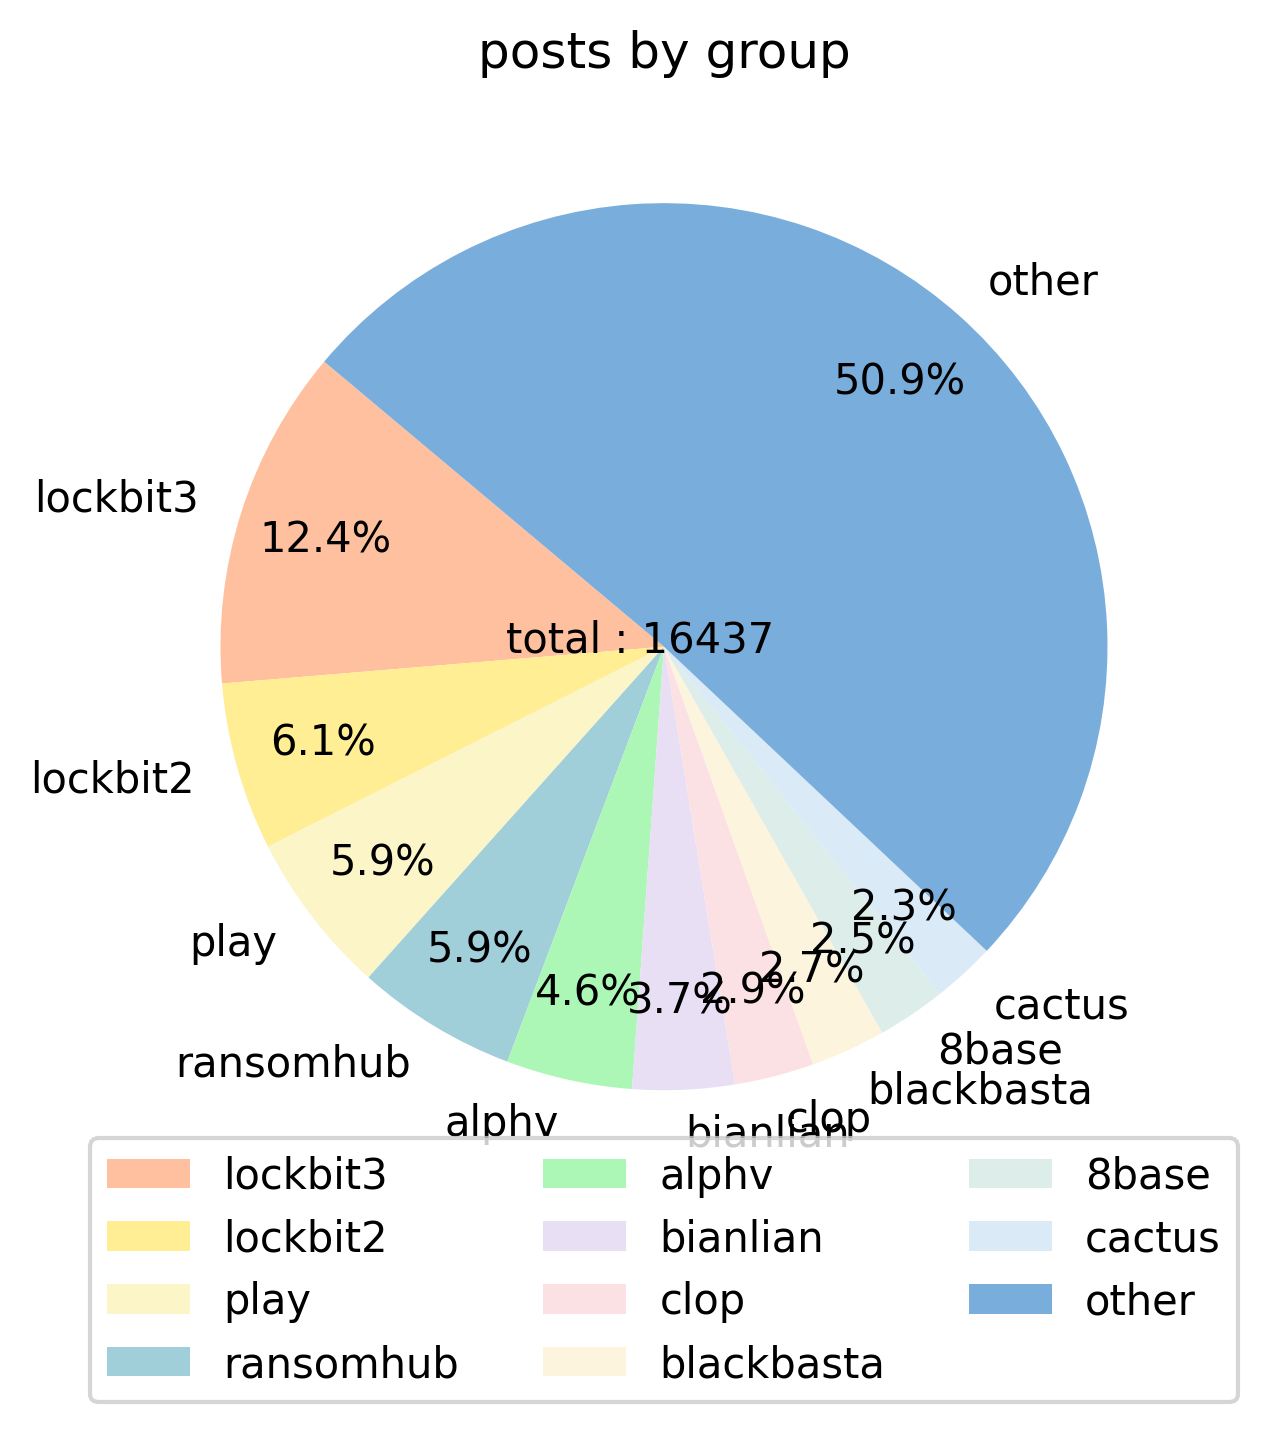 posts by group
other
50.9%
lockbit3
12.4%
total : 16437
6.1%
lockbit2
5.9%
play
5.9%
ransomhub
4.6%
alphv
3.7%
bianlian
2.9%
clop
2.7%
blackbasta
2.5%
8base
2.3%
cactus
lockbit3
lockbit2
play
ransomhub
alphv
bianlian
clop
blackbasta
8base
cactus
other